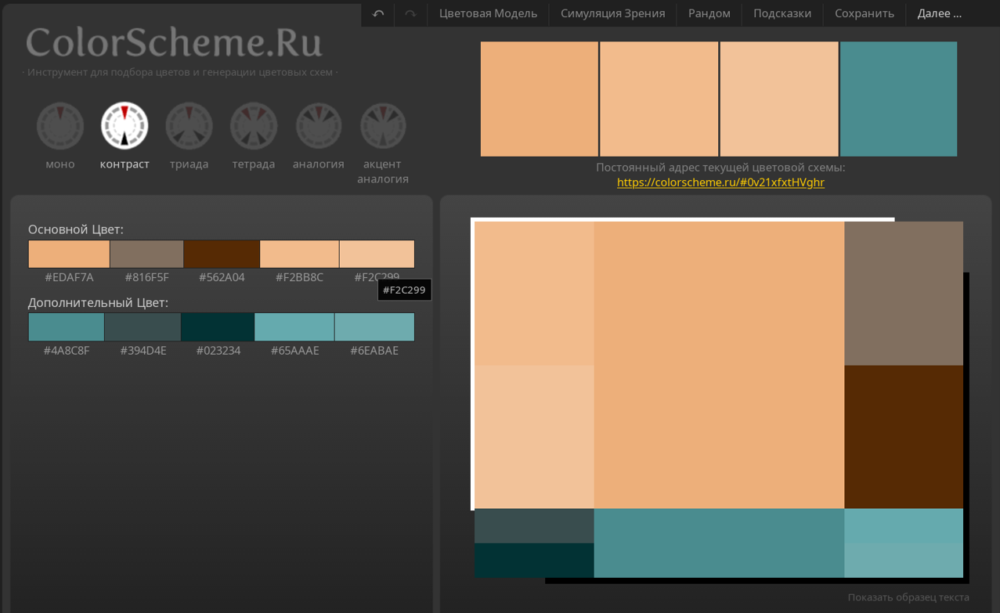 Цветовая Модель
Симуляция Зрения
Рандом
Подсказки
Сохранить
Далее ...
ColorScheme.Ru
· Инструмент для подбора цветов и генерации цветовых схем ·
моно
контраст
триада
тетрада
аналогия
акцент
аналогия
Постоянный адрес текущей цветовой схемы:
https://colorscheme.ru/#0v21xfxtHVghr
Основной Цвет:
#EDAF7A #816F5F #562A04 #F2BB8C #F2C299
#F2C299
Дополнительный Цвет:
#4A8C8F #394D4E #023234 #65AAAE #6EABAE
Показать образец текста